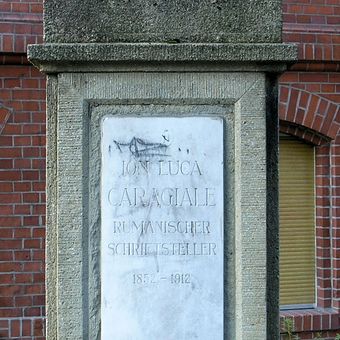 ION LUCA
CARAGIALE
RUMÄNISCHER
SCHRIFTSTELLER
1852 – 1912